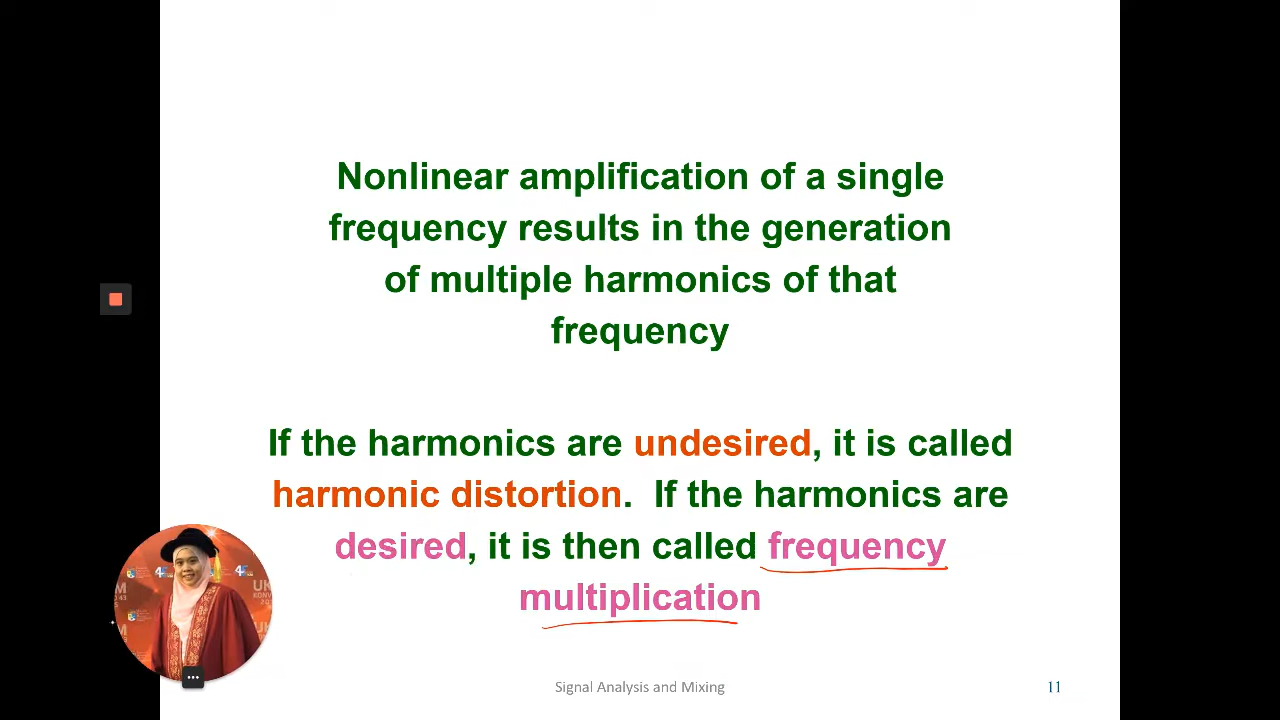 Nonlinear amplification of a single
frequency results in the generation
of multiple harmonics of that
frequency
If the harmonics are undesired, it is called
harmonic distortion. If the harmonics are
desired, it is then called frequency
multiplication
Signal Analysis and Mixing
11